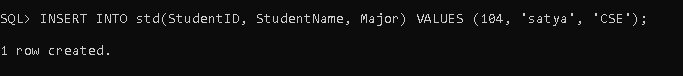 SQL> INSERT INTO std(StudentID, StudentName, Major) VALUES (104, 'satya', 'CSE');
1 row created.